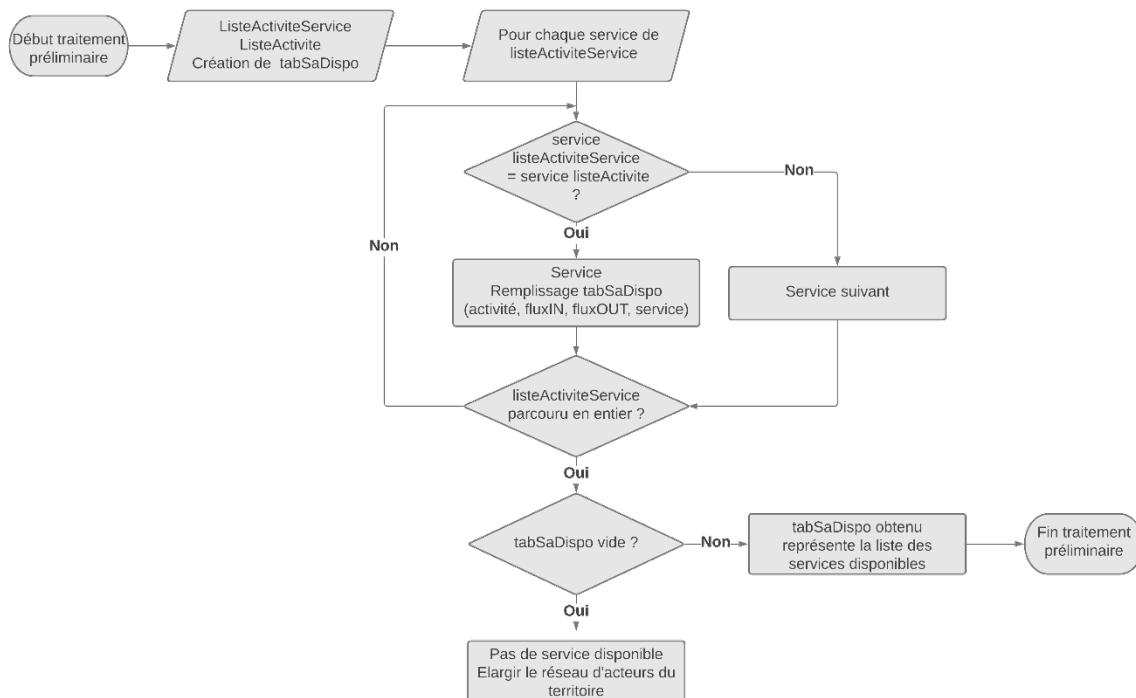 Début traitement
préliminaire
ListeActiviteService
ListeActivite
Création de tabSaDispo
Pour chaque service de
listeActiviteService
service
listeActiviteService
= service listeActivite
?
Non
Oui
Non
Service
Remplissage tabSaDispo
(activité, fluxIN, fluxOUT, service)
Service suivant
listeActiviteService
parcouru en entier ?
Oui
tabSaDispo vide ?
Non
tabSaDispo obtenu
représente la liste des
services disponibles
Fin traitement
préliminaire
Oui
Pas de service disponible
Elargir le réseau d'acteurs du
territoire